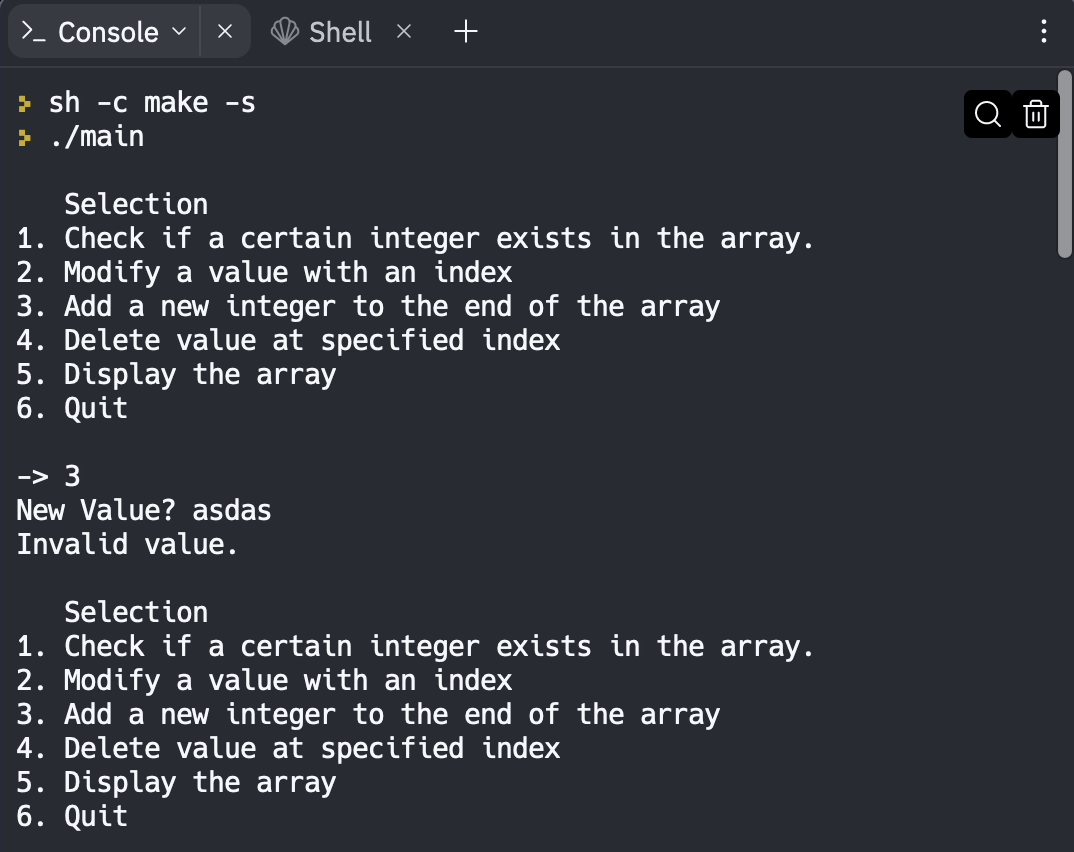 Console
Shell
sh -c make -s
./main
Selection
1. Check if a certain integer exists in the array.
2. Modify a value with an index
3. Add a new integer to the end of the array
4. Delete value at specified index
5. Display the array
6. Quit
-> 3
New Value? asdas
Invalid value.
Selection
1. Check if a certain integer exists in the array.
2. Modify a value with an index
3. Add a new integer to the end of the array
4. Delete value at specified index
5. Display the array
6. Quit